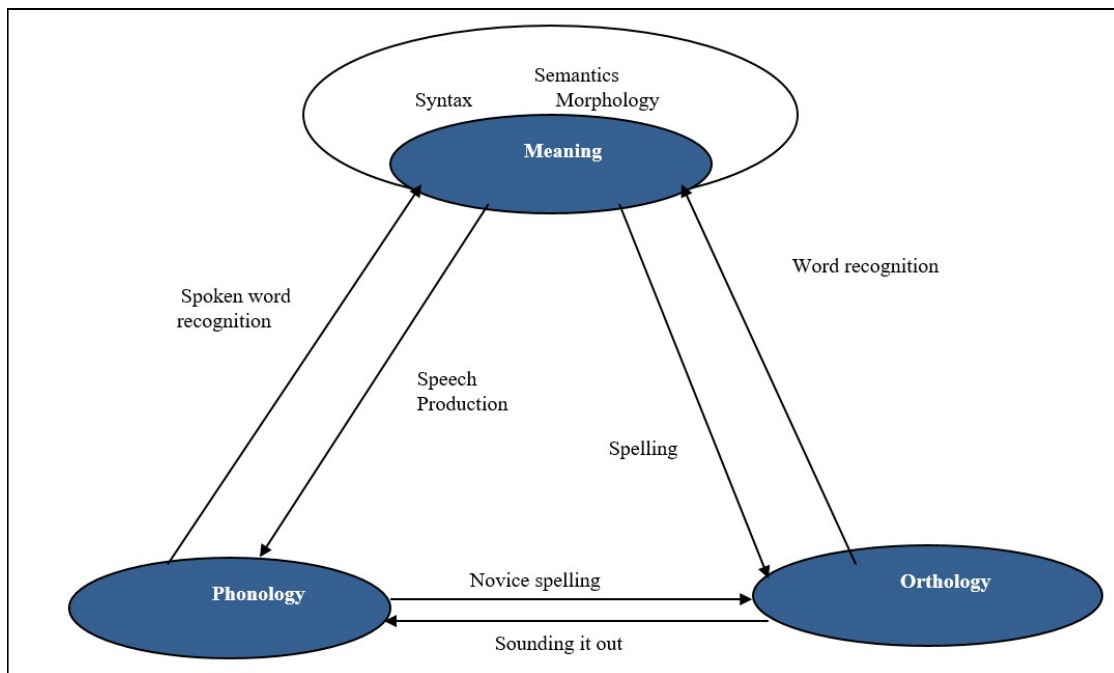 Semantics
Syntax Morphology
Meaning
Word recognition
Spoken word
recognition
Speech
Production
Spelling
Novice spelling
Phonology
Orthology
Sounding it out